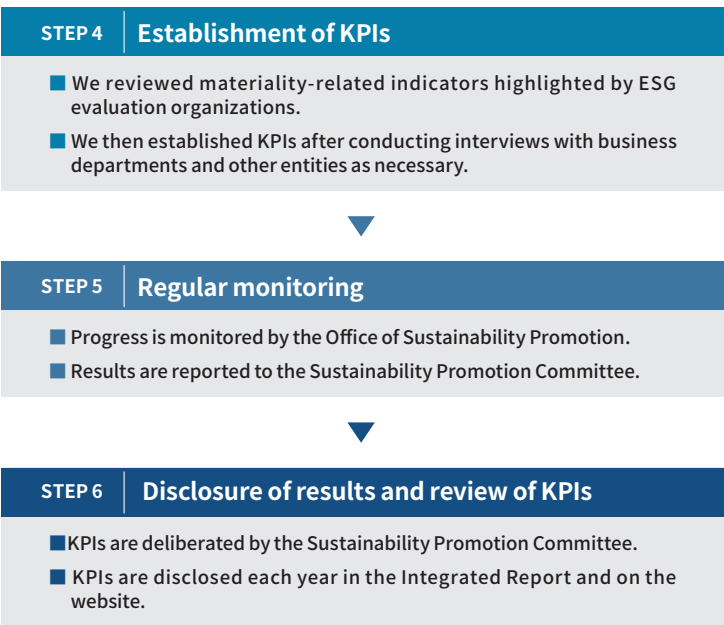 STEP 4 Establishment of KPIs
■ We reviewed materiality-related indicators highlighted by ESG
evaluation organizations.
■ We then established KPIs after conducting interviews with business
departments and other entities as necessary.
STEP 5 Regular monitoring
■ Progress is monitored by the Office of Sustainability Promotion.
■ Results are reported to the Sustainability Promotion Committee.
STEP 6 Disclosure of results and review of KPIs
■KPIs are deliberated by the Sustainability Promotion Committee.
■ KPIs are disclosed each year in the Integrated Report and on the
website.